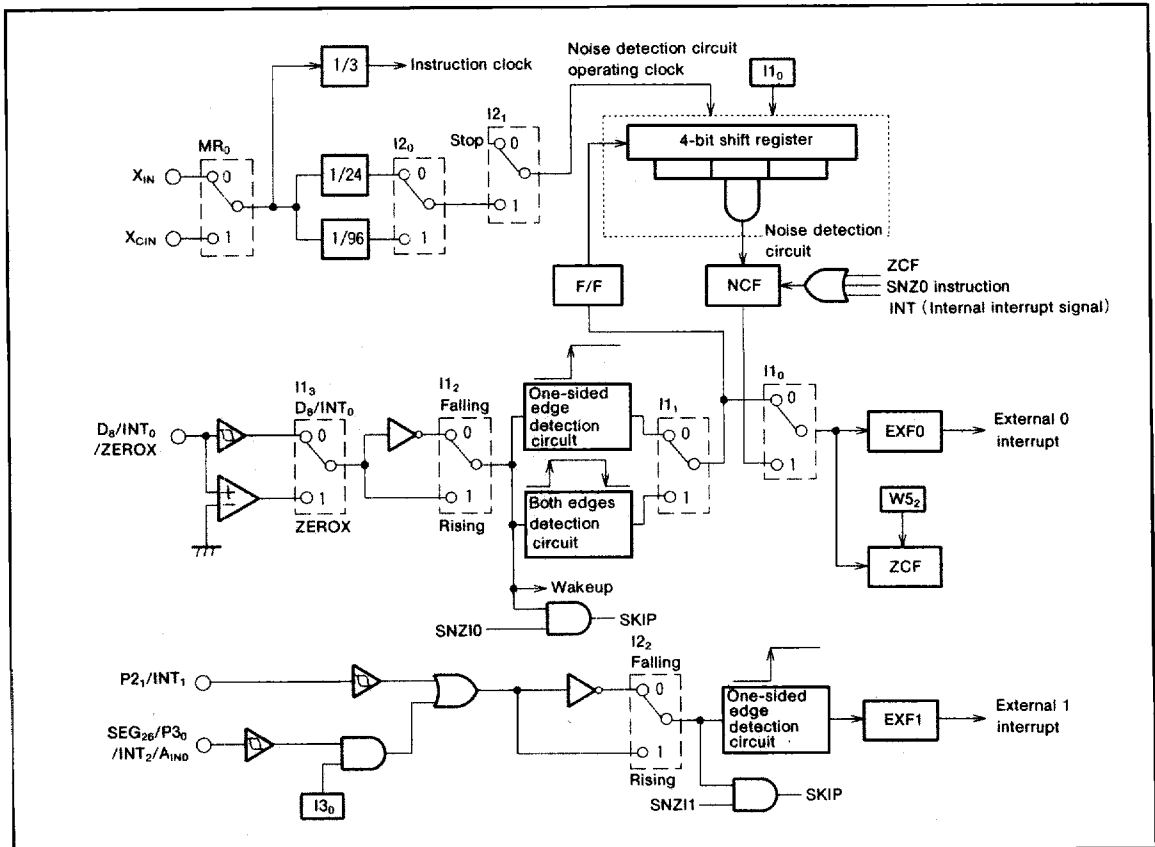 1/3
Instruction clock
Noise detection circuit
operating clock
I1₀
4-bit shift register
Noise detection
circuit
MR₀
X_IN
X_CIN
0
1
1/24
1/96
I2₀
0
1
I2₁
Stop
0
1
F/F
NCF
ZCF
SNZ0 instruction
INT (Internal interrupt signal)
D₈/INT₀
/ZEROX
I1₃
D₈/INT₀
0
1
ZEROX
I1₂
Falling
0
1
Rising
One-sided
edge
detection
circuit
Both edges
detection
circuit
I1₁
0
1
I1₀
0
1
EXF0
External 0
interrupt
W5₂
ZCF
Wakeup
SNZI0
SKIP
P2₁/INT₁
SEG₂₆/P3₀
/INT₂/A_IN0
I3₀
I2₂
Falling
0
1
Rising
One-sided
edge
detection
circuit
EXF1
External 1
interrupt
SNZI1
SKIP